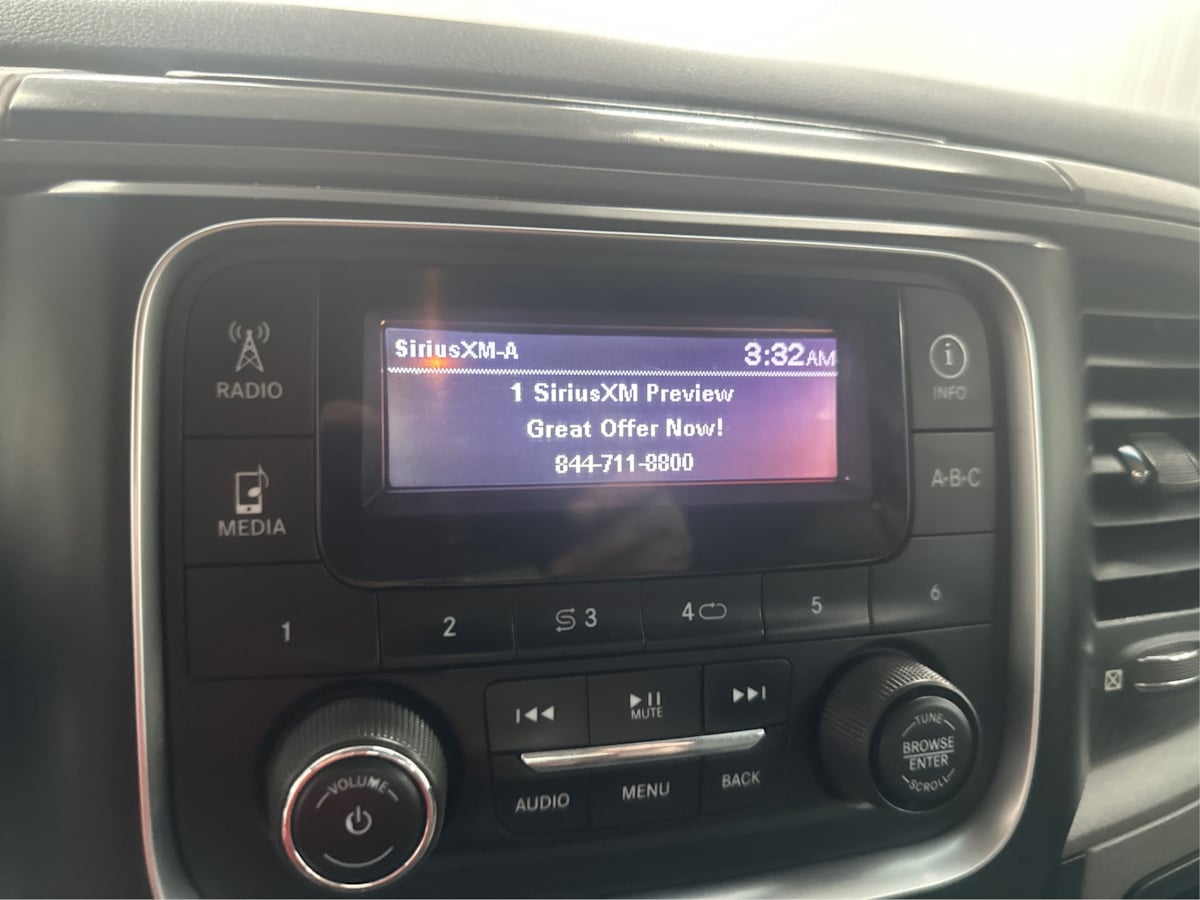 SiriusXM-A 3:32AM
1 SiriusXM Preview
Great Offer Now!
844-711-8800
RADIO
MEDIA
i
INFO
A·B·C
1 2 3 4 5 6
MUTE
AUDIO MENU BACK
VOLUME
TUNE
BROWSE
ENTER
SCROLL